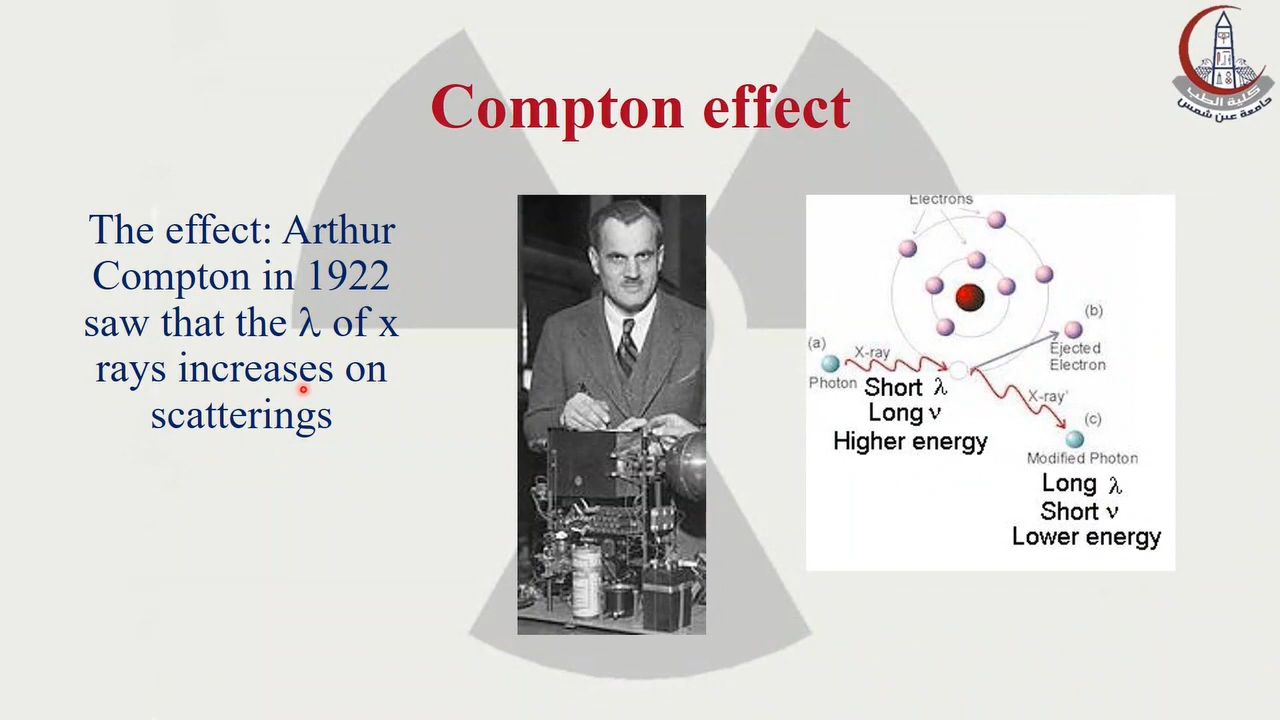 كلية الطب
جامعة عين شمس
Compton effect
The effect: Arthur
Compton in 1922
saw that the λ of x
rays increases on
scatterings
Electrons
(a)
X-ray
Photon
Short λ
Long ν
Higher energy
(b)
Ejected
Electron
X-ray'
(c)
Modified Photon
Long λ
Short ν
Lower energy